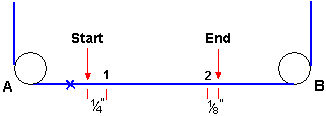 Start End
1 2
A B
¼" ⅛"